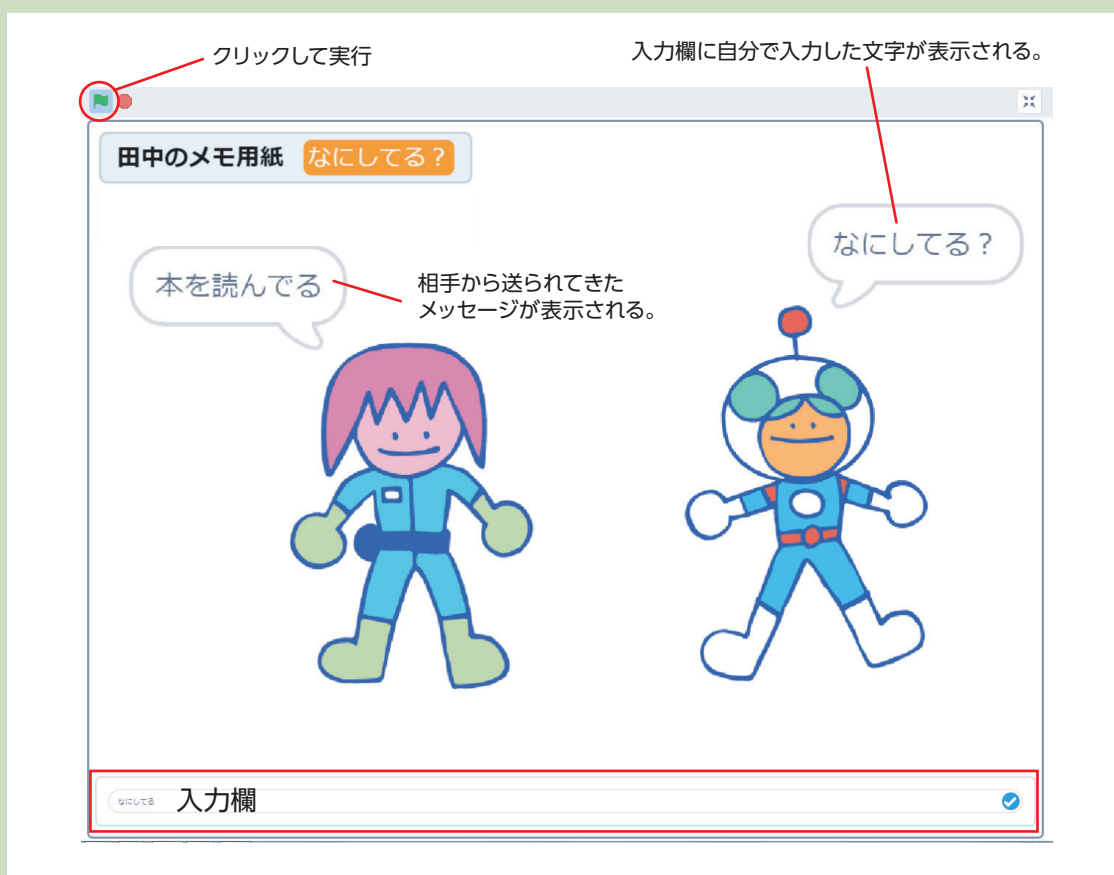 クリックして実行
入力欄に自分で入力した文字が表示される。
田中のメモ用紙 なにしてる？
なにしてる？
本を読んでる
相手から送られてきた
メッセージが表示される。
なにしてる 入力欄